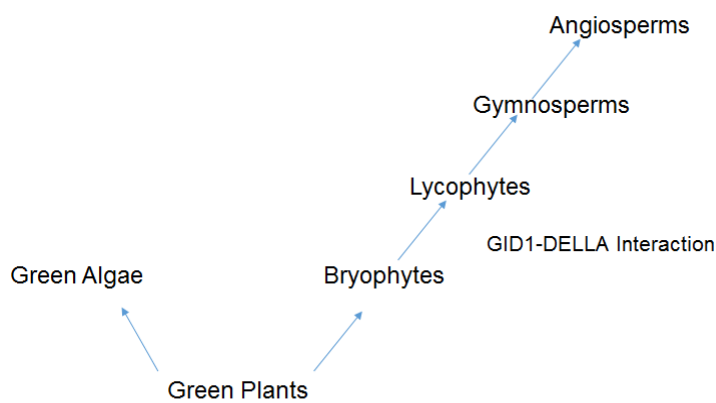 Angiosperms
Gymnosperms
Lycophytes
GID1-DELLA Interaction
Green Algae
Bryophytes
Green Plants